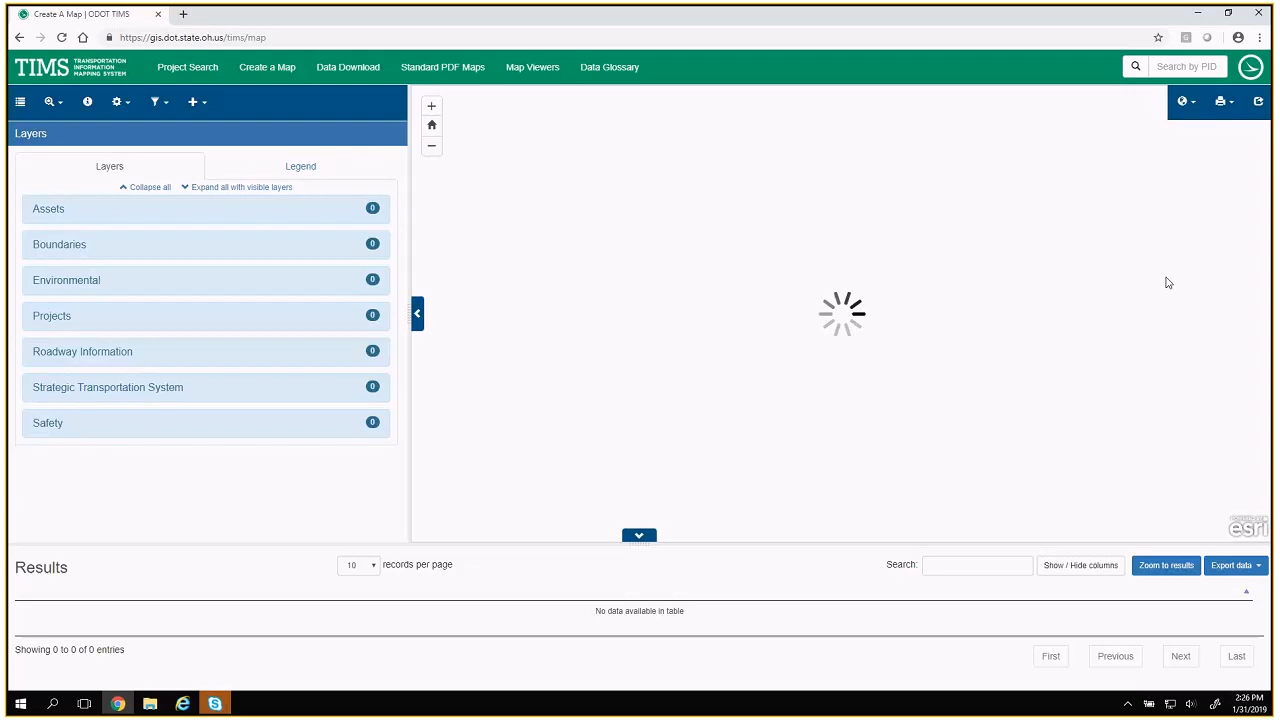 Create A Map | ODOT TIMS
https://gis.dot.state.oh.us/tims/map
TIMS TRANSPORTATION INFORMATION MAPPING SYSTEM
Project Search Create a Map Data Download Standard PDF Maps Map Viewers Data Glossary Search by PID
Layers
Layers Legend
Collapse all Expand all with visible layers
Assets 0
Boundaries 0
Environmental 0
Projects 0
Roadway Information 0
Strategic Transportation System 0
Safety 0
esri
Results 10 records per page Search: Show / Hide columns Zoom to results Export data
No data available in table
Showing 0 to 0 of 0 entries
First Previous Next Last
2:26 PM
1/31/2019